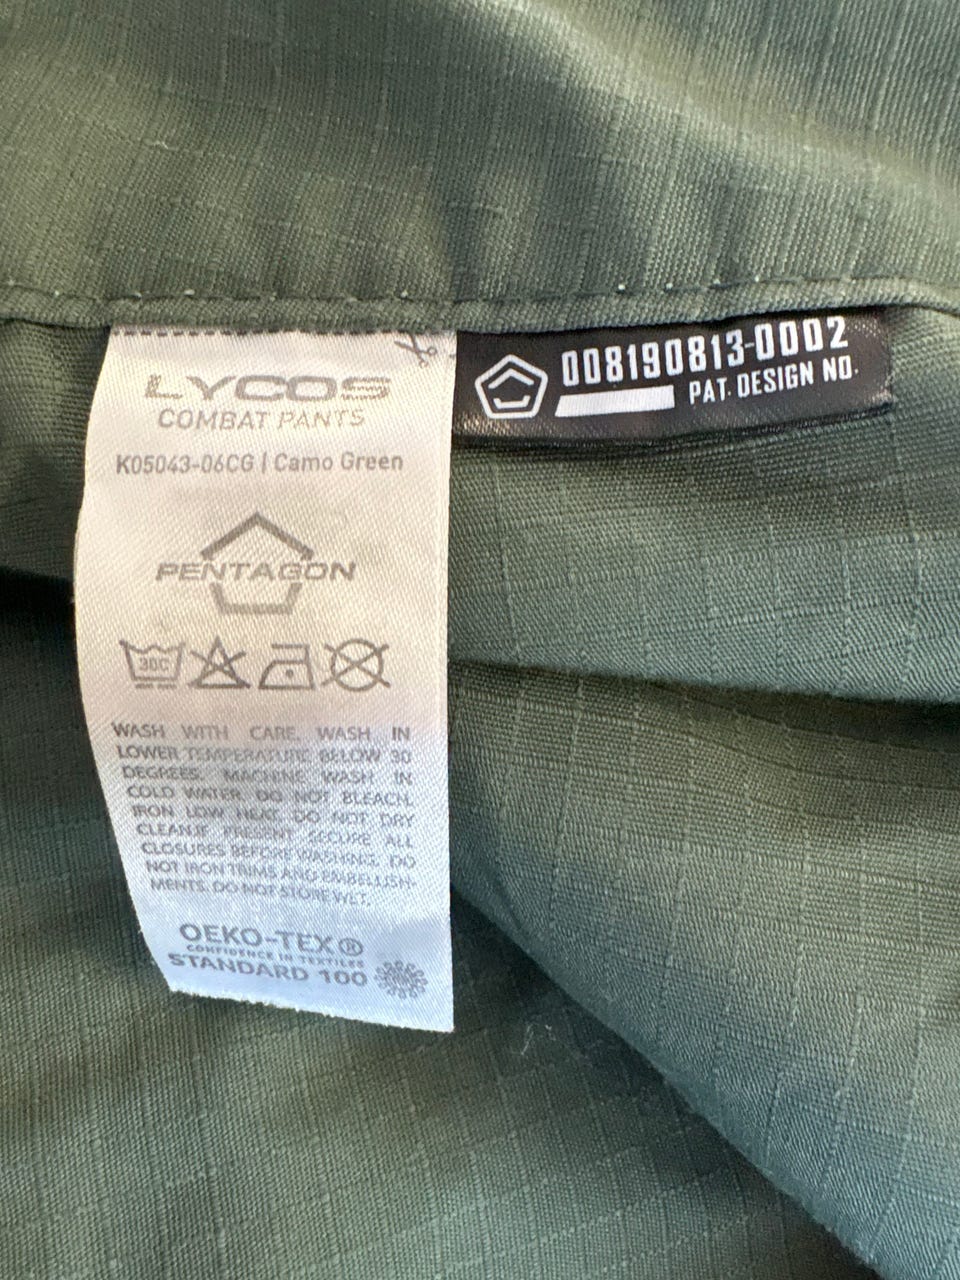 LYCOS
COMBAT PANTS
K05043-06CG | Camo Green
PENTAGON
30C
WASH WITH CARE. WASH IN
LOWER TEMPERATURE BELOW 30
DEGREES. MACHINE WASH IN
COLD WATER. DO NOT BLEACH.
IRON LOW HEAT. DO NOT DRY
CLEAN.IF PRESENT SECURE ALL
CLOSURES BEFORE WASHING. DO
NOT IRON TRIMS AND EMBELLISH-
MENTS. DO NOT STORE WET.
OEKO-TEX®
CONFIDENCE IN TEXTILES
STANDARD 100
008190813-0002
PAT. DESIGN NO.